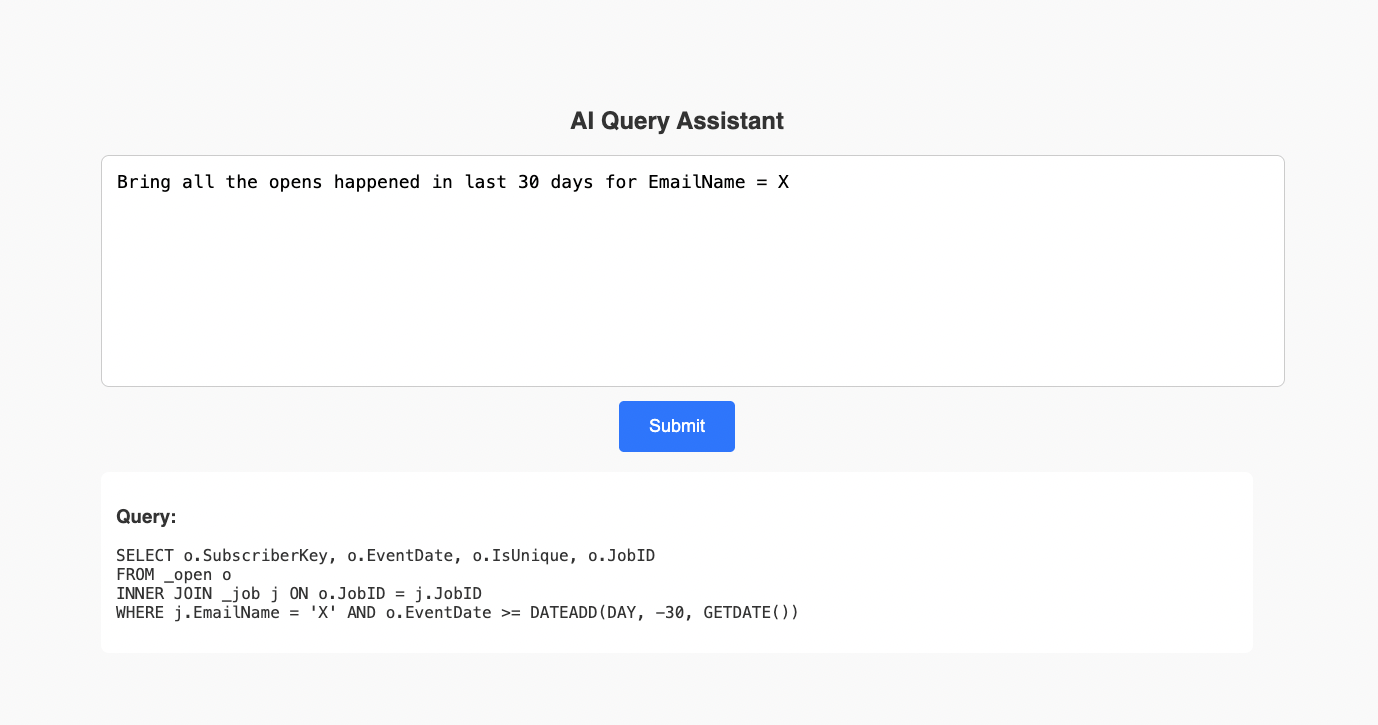 AI Query Assistant
Bring all the opens happened in last 30 days for EmailName = X
Submit
Query:
SELECT o.SubscriberKey, o.EventDate, o.IsUnique, o.JobID
FROM _open o
INNER JOIN _job j ON o.JobID = j.JobID
WHERE j.EmailName = 'X' AND o.EventDate >= DATEADD(DAY, -30, GETDATE())